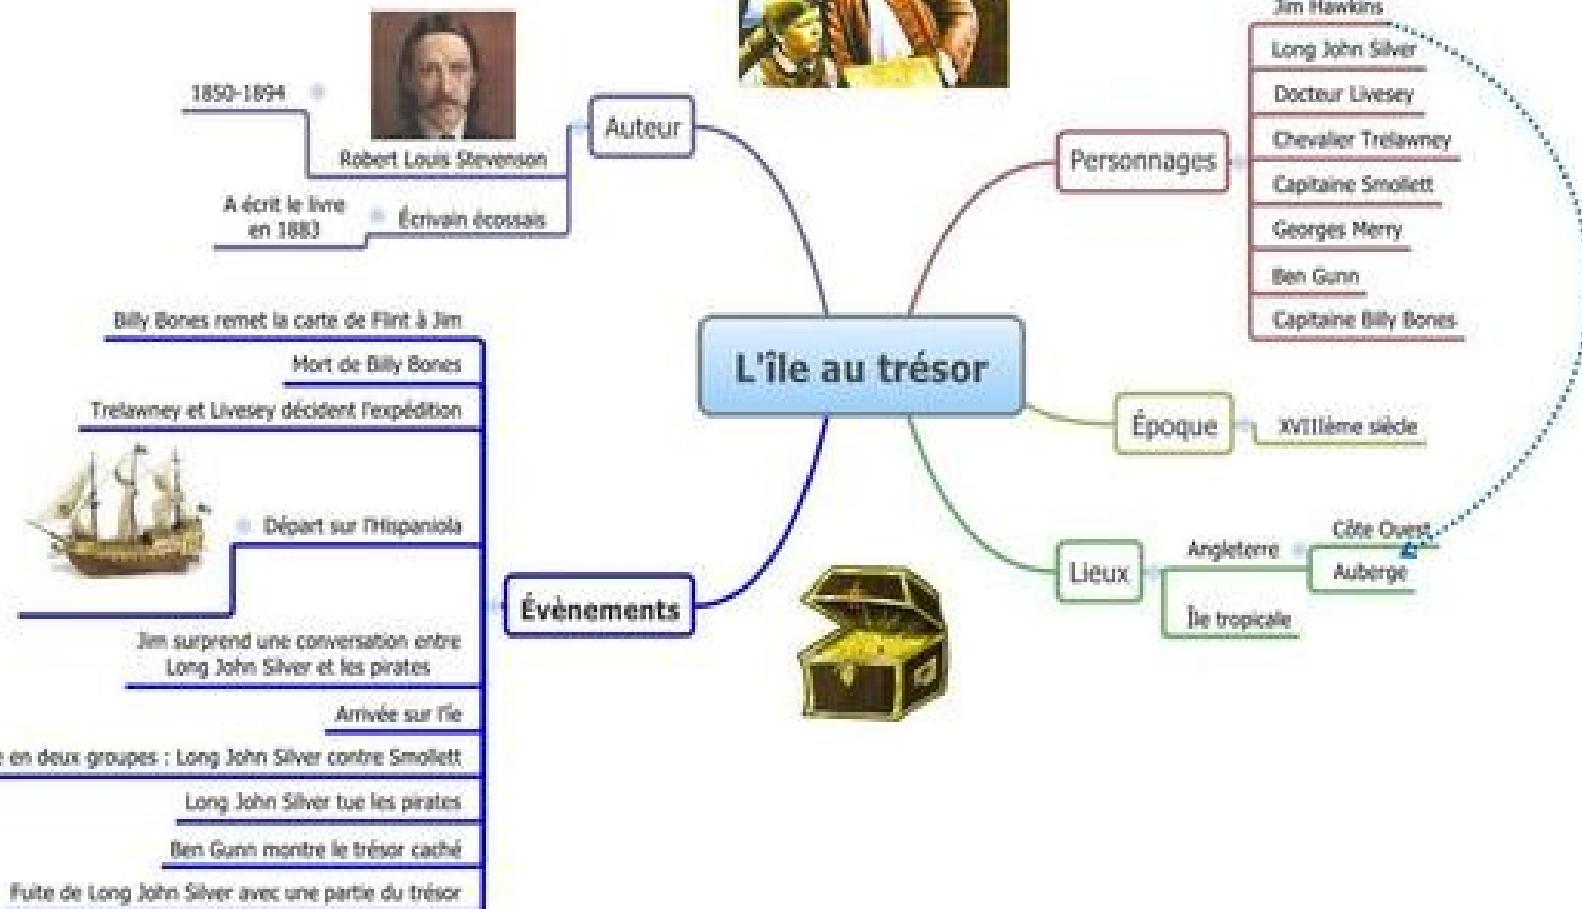 L'île au trésor
Auteur
1850-1894
Robert Louis Stevenson
A écrit le livre
en 1883
Écrivain écossais
Personnages
Jim Hawkins
Long John Silver
Docteur Livesey
Chevalier Trelawney
Capitaine Smollett
Georges Merry
Ben Gunn
Capitaine Billy Bones
Époque
XVIIIème siècle
Lieux
Angleterre
Côte Ouest
Auberge
Île tropicale
Évènements
Billy Bones remet la carte de Flint à Jim
Mort de Billy Bones
Trelawney et Livesey décident l'expédition
Départ sur l'Hispaniola
Jim surprend une conversation entre
Long John Silver et les pirates
Arrivée sur l'île
en deux groupes : Long John Silver contre Smollett
Long John Silver tue les pirates
Ben Gunn montre le trésor caché
Fuite de Long John Silver avec une partie du trésor